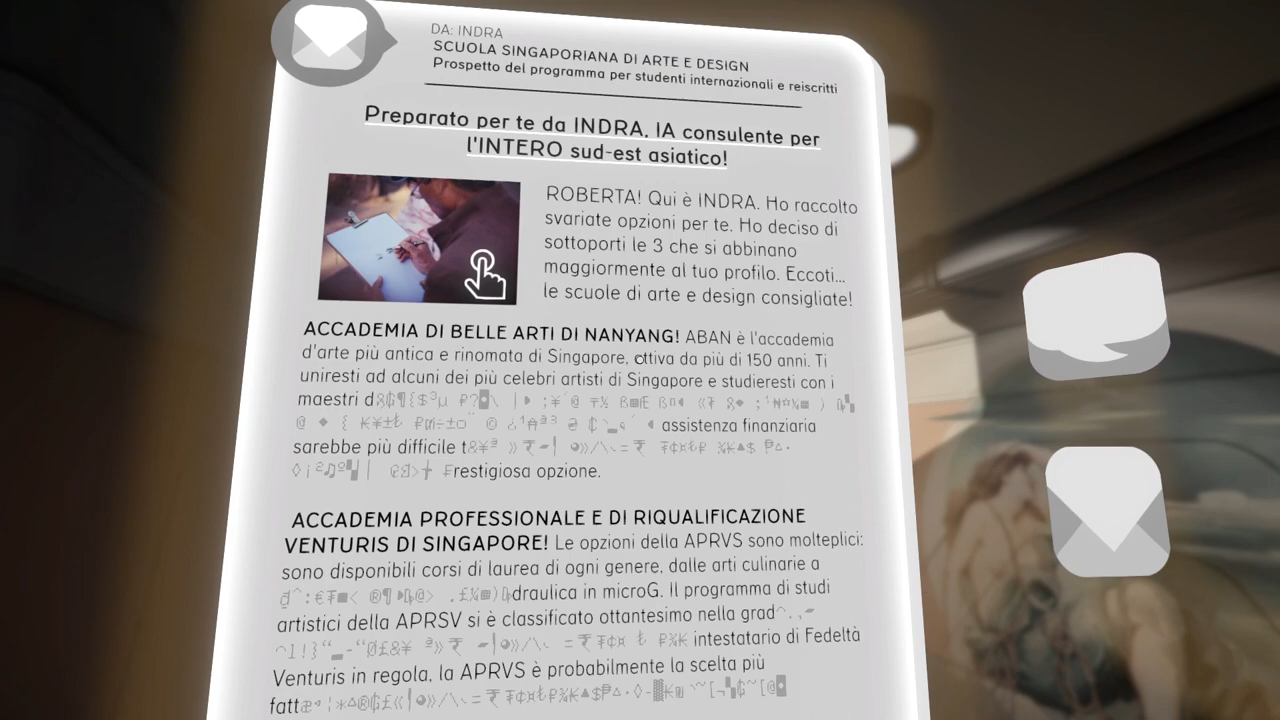 DA: INDRA
SCUOLA SINGAPORIANA DI ARTE E DESIGN
Prospetto del programma per studenti internazionali e reiscritti
Preparato per te da INDRA, IA consulente per
l'INTERO sud-est asiatico!
ROBERTA! Qui è INDRA. Ho raccolto
svariate opzioni per te. Ho deciso di
sottoporti le 3 che si abbinano
maggiormente al tuo profilo. Eccoti...
le scuole di arte e design consigliate!
ACCADEMIA DI BELLE ARTI DI NANYANG! ABAN è l'accademia
d'arte più antica e rinomata di Singapore, attiva da più di 150 anni. Ti
uniresti ad alcuni dei più celebri artisti di Singapore e studieresti con i
maestri d
assistenza finanziaria
sarebbe più difficile t
restigiosa opzione.
ACCADEMIA PROFESSIONALE E DI RIQUALIFICAZIONE
VENTURIS DI SINGAPORE! Le opzioni della APRVS sono molteplici:
sono disponibili corsi di laurea di ogni genere, dalle arti culinarie a
draulica in microG. Il programma di studi
artistici della APRSV si è classificato ottantesimo nella grad
intestatario di Fedeltà
Venturis in regola, la APRVS è probabilmente la scelta più
fatt